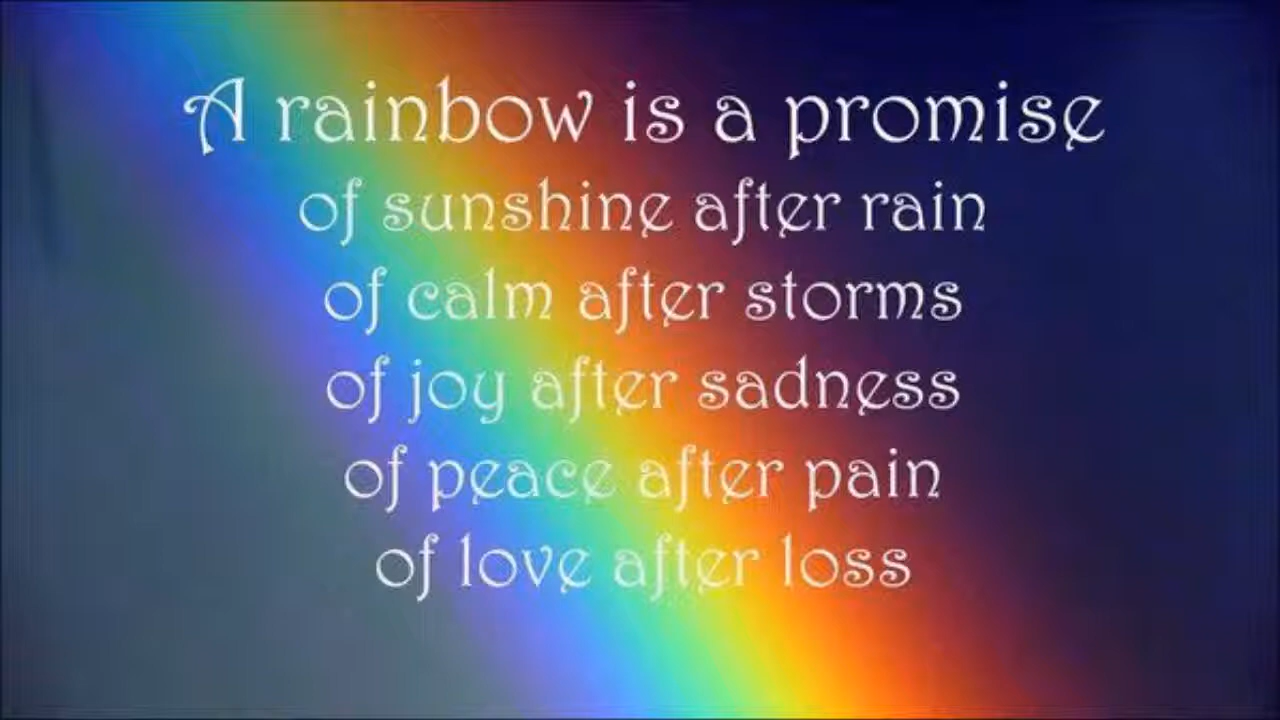 A rainbow is a promise
of sunshine after rain
of calm after storms
of joy after sadness
of peace after pain
of love after loss